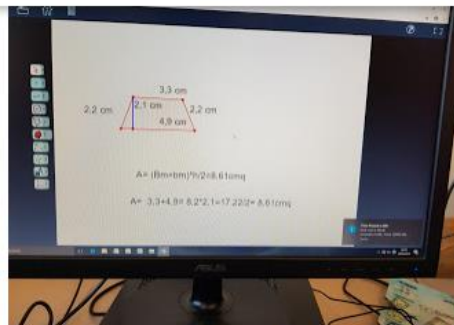 3,3 cm
2,2 cm
2,1 cm
2,2 cm
4,9 cm
A= (Bm+bm)*h/2=8,61cmq
A= 3,3+4,9= 8,2*2,1=17,22/2= 8,61cmq
ASUS